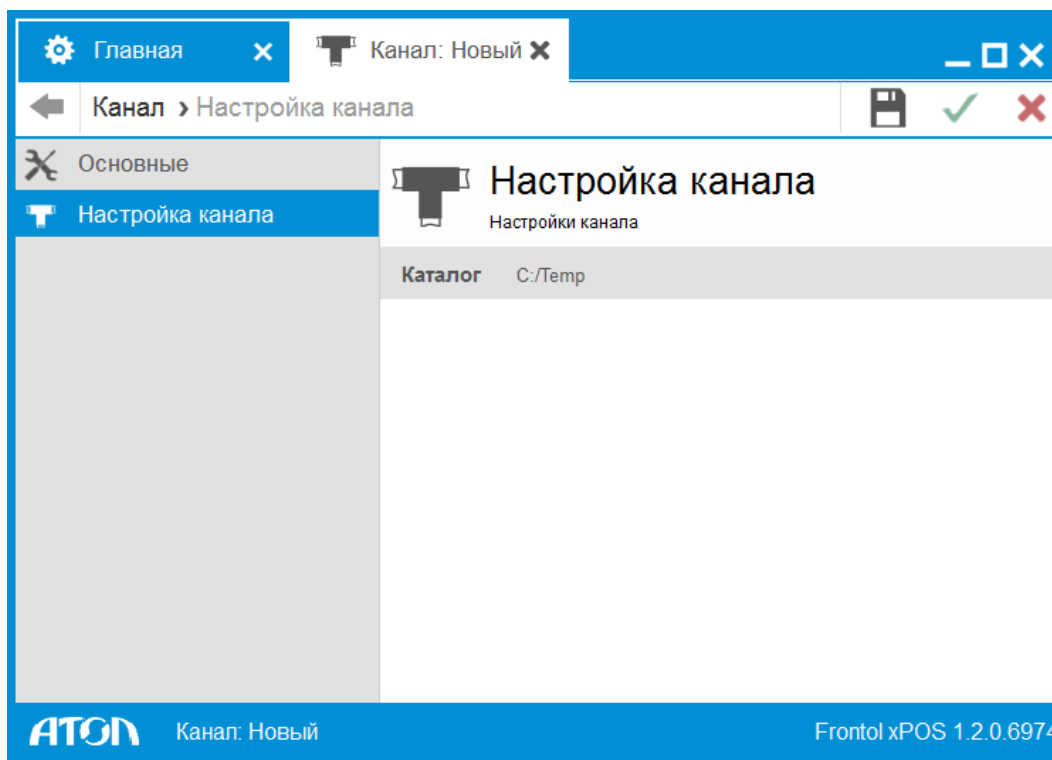 Главная
Канал: Новый
Канал › Настройка канала
Основные
Настройка канала
Настройка канала
Настройки канала
Каталог C:/Temp
АТОЛ Канал: Новый Frontol xPOS 1.2.0.6974